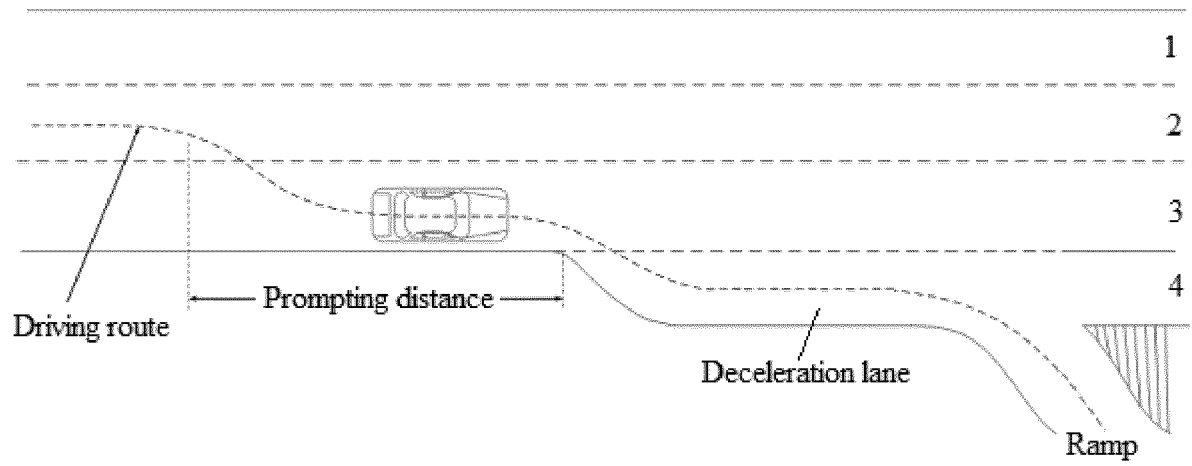 1
2
3
Prompting distance
4
Driving route
Deceleration lane
Ramp